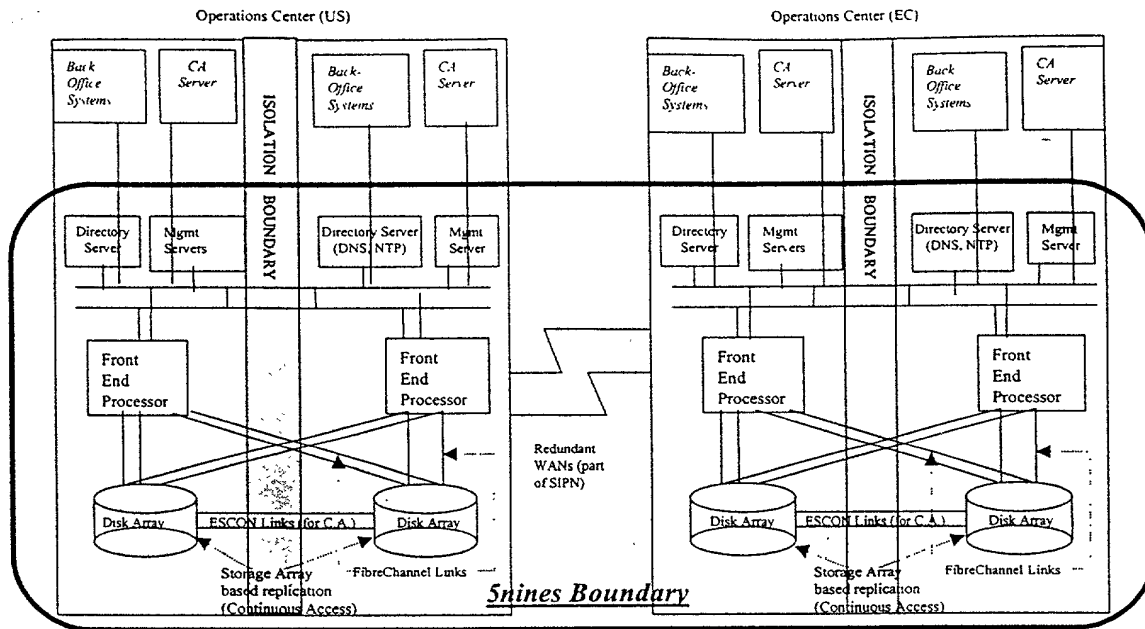 Operations Center (US)
Back
Office
Systems
CA
Server
ISOLATION BOUNDARY
Back-
Office
Systems
CA
Server
Directory
Server
Mgmt
Servers
Directory Server
(DNS, NTP)
Mgmt
Server
Front
End
Processor
Front
End
Processor
Disk Array
ESCON Links (for C.A.)
Disk Array
Storage Array
based replication
(Continuous Access)
FibreChannel Links
Redundant
WANs (part
of SIPN)
5nines Boundary
Operations Center (EC)
Back-
Office
Systems
CA
Server
ISOLATION BOUNDARY
Back
Office
Systems
CA
Server
Directory
Server
Mgmt
Servers
Directory Server
(DNS, NTP)
Mgmt
Server
Front
End
Processor
Front
End
Processor
Disk Array
ESCON Links (for C.A.)
Disk Array
Storage Array
based replication
(Continuous Access)
FibreChannel Links